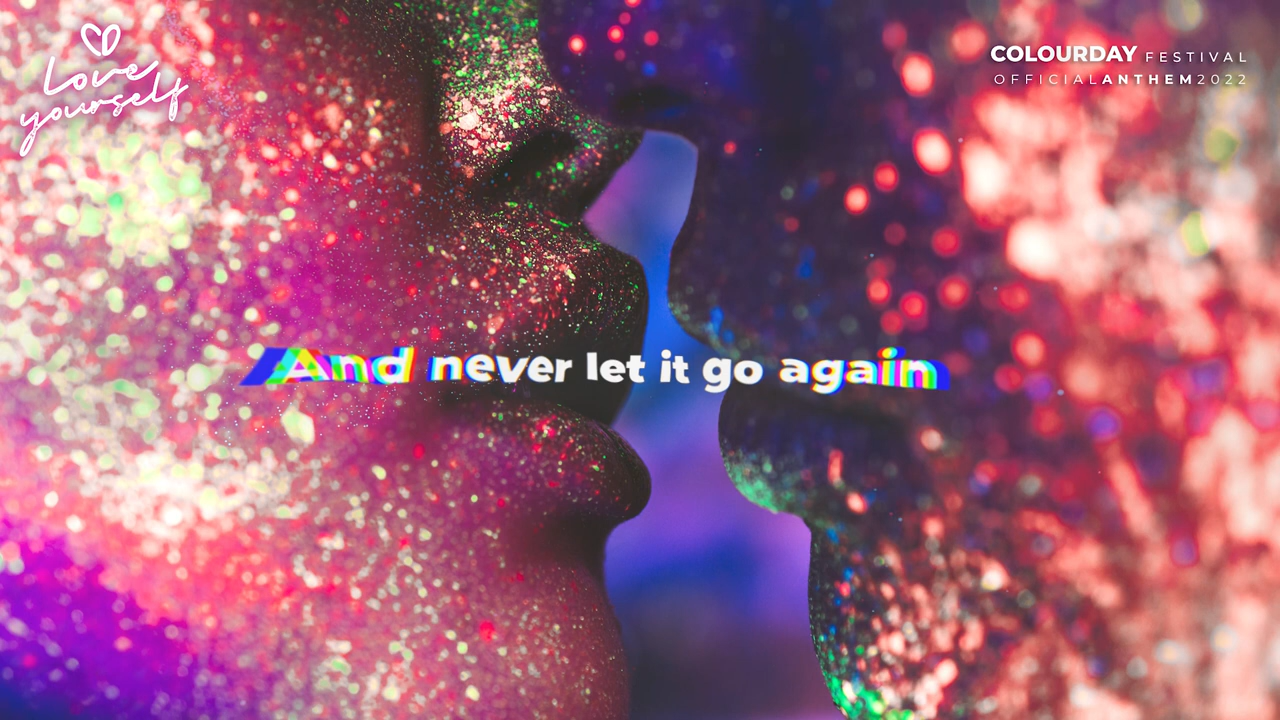 Love
yourself
COLOURDAY FESTIVAL
OFFICIALANTHEM2022
And never let it go again